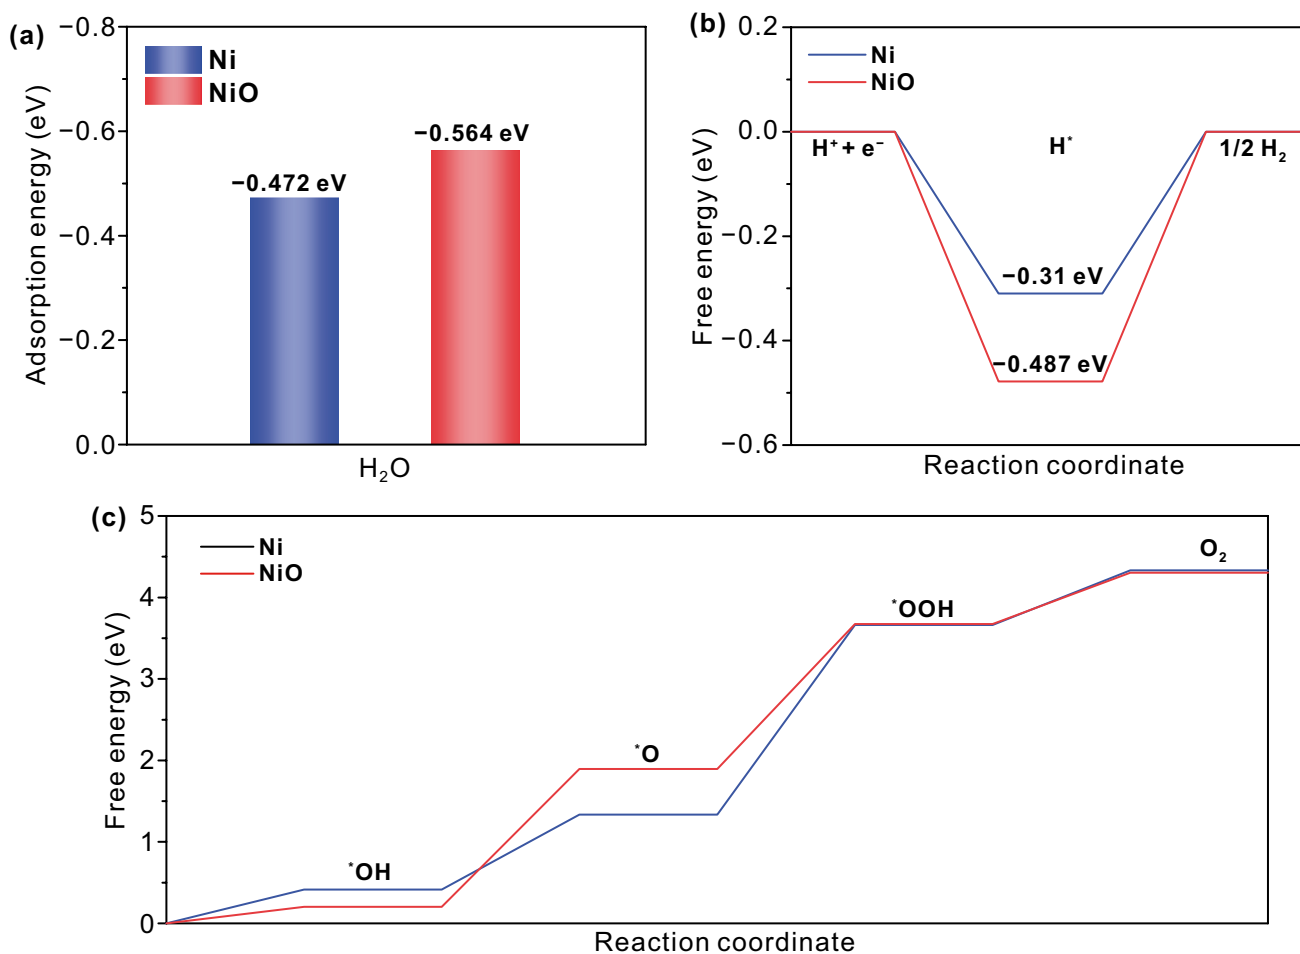 (a)
Adsorption energy (eV)
−0.8
−0.6
−0.4
−0.2
0.0
Ni
NiO
−0.472 eV
−0.564 eV
H₂O
(b)
Free energy (eV)
0.2
0.0
−0.2
−0.4
−0.6
Ni
NiO
H⁺ + e⁻
H*
1/2 H₂
−0.31 eV
−0.487 eV
Reaction coordinate
(c)
Free energy (eV)
5
4
3
2
1
0
Ni
NiO
*OH
*O
*OOH
O₂
Reaction coordinate